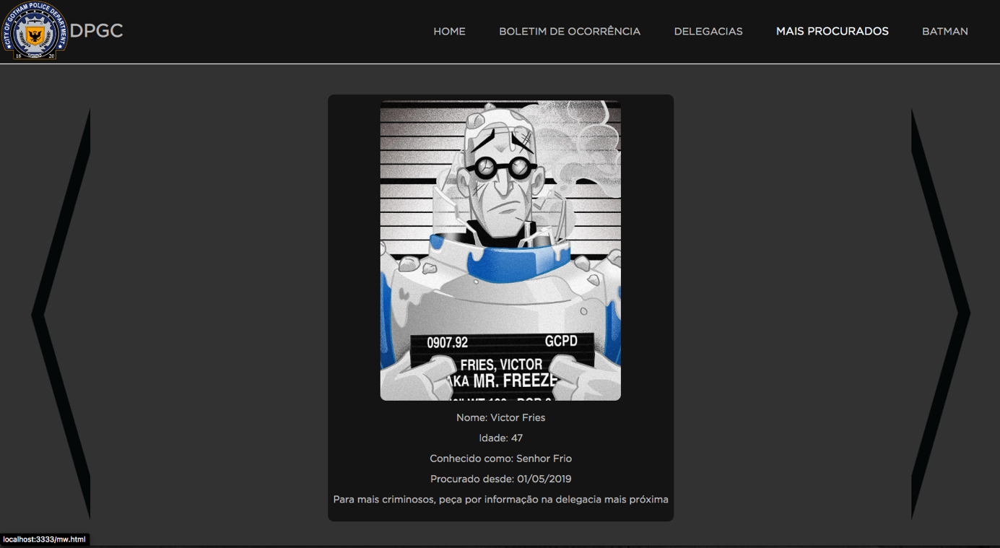 CITY OF GOTHAM POLICE DEPARTMENT
18 20
DPGC
HOME
BOLETIM DE OCORRÊNCIA
DELEGACIAS
MAIS PROCURADOS
BATMAN
0907.92 GCPD
FRIES, VICTOR
AKA MR. FREEZE
Nome: Victor Fries
Idade: 47
Conhecido como: Senhor Frio
Procurado desde: 01/05/2019
Para mais criminosos, peça por informação na delegacia mais próxima
localhost:3333/mw.html